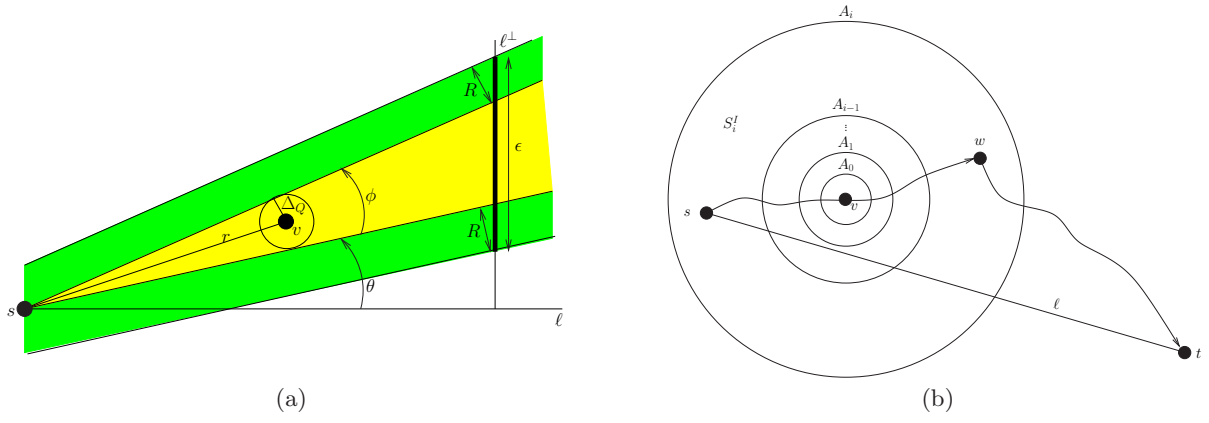 ℓ⊥
R
ϵ
Δ_Q
ϕ
v
r
R
θ
s
ℓ
(a)
A_i
A_{i−1}
S_i^I
⋮
A_1
w
A_0
s
v
ℓ
t
(b)